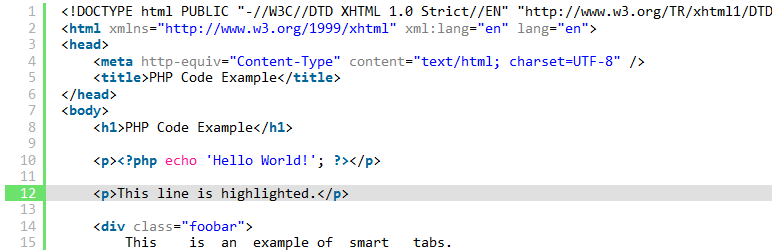 1 <!DOCTYPE html PUBLIC "-//W3C//DTD XHTML 1.0 Strict//EN" "http://www.w3.org/TR/xhtml1/DTD
2 <html xmlns="http://www.w3.org/1999/xhtml" xml:lang="en" lang="en">
3 <head>
4     <meta http-equiv="Content-Type" content="text/html; charset=UTF-8" />
5     <title>PHP Code Example</title>
6 </head>
7 <body>
8     <h1>PHP Code Example</h1>
9
10     <p><?php echo 'Hello World!'; ?></p>
11
12     <p>This line is highlighted.</p>
13
14     <div class="foobar">
15         This    is  an  example of  smart   tabs.